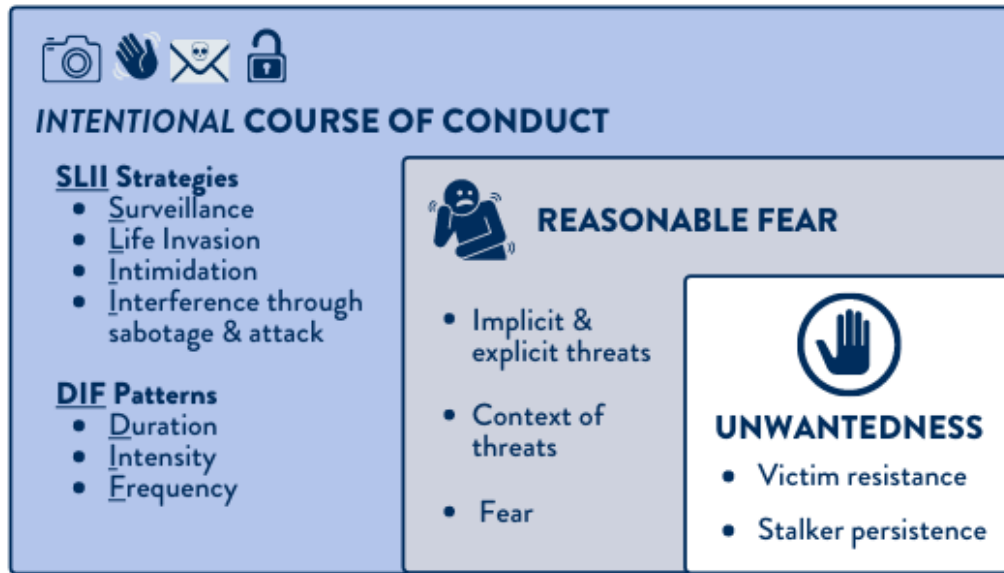 INTENTIONAL COURSE OF CONDUCT
SLII Strategies
• Surveillance
• Life Invasion
• Intimidation
• Interference through
sabotage & attack
DIF Patterns
• Duration
• Intensity
• Frequency
REASONABLE FEAR
• Implicit &
explicit threats
• Context of
threats
• Fear
UNWANTEDNESS
• Victim resistance
• Stalker persistence